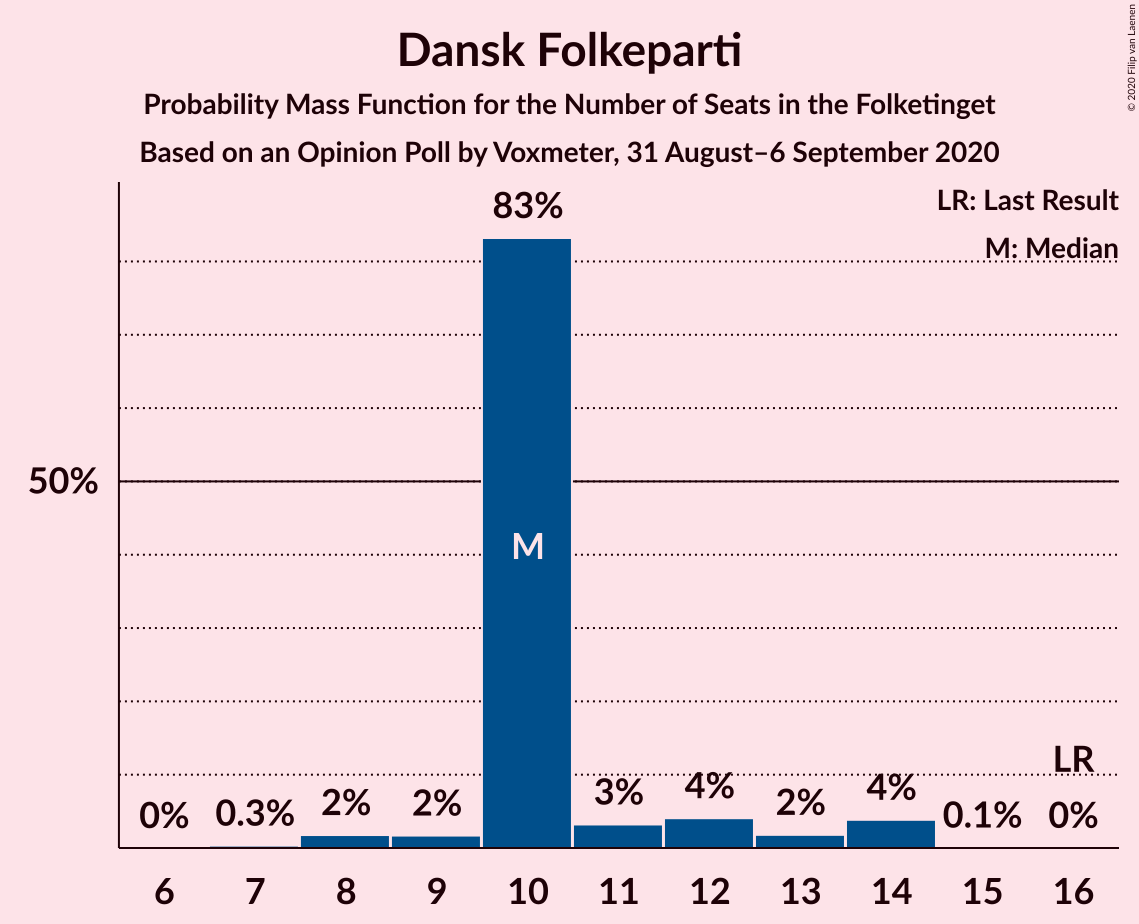 Dansk Folkeparti
Probability Mass Function for the Number of Seats in the Folketinget
Based on an Opinion Poll by Voxmeter, 31 August–6 September 2020
© 2020 Filip van Laenen
LR: Last Result
M: Median
83%
50%
M
LR
0% 0.3% 2% 2% 3% 4% 2% 4% 0.1% 0%
6 7 8 9 10 11 12 13 14 15 16